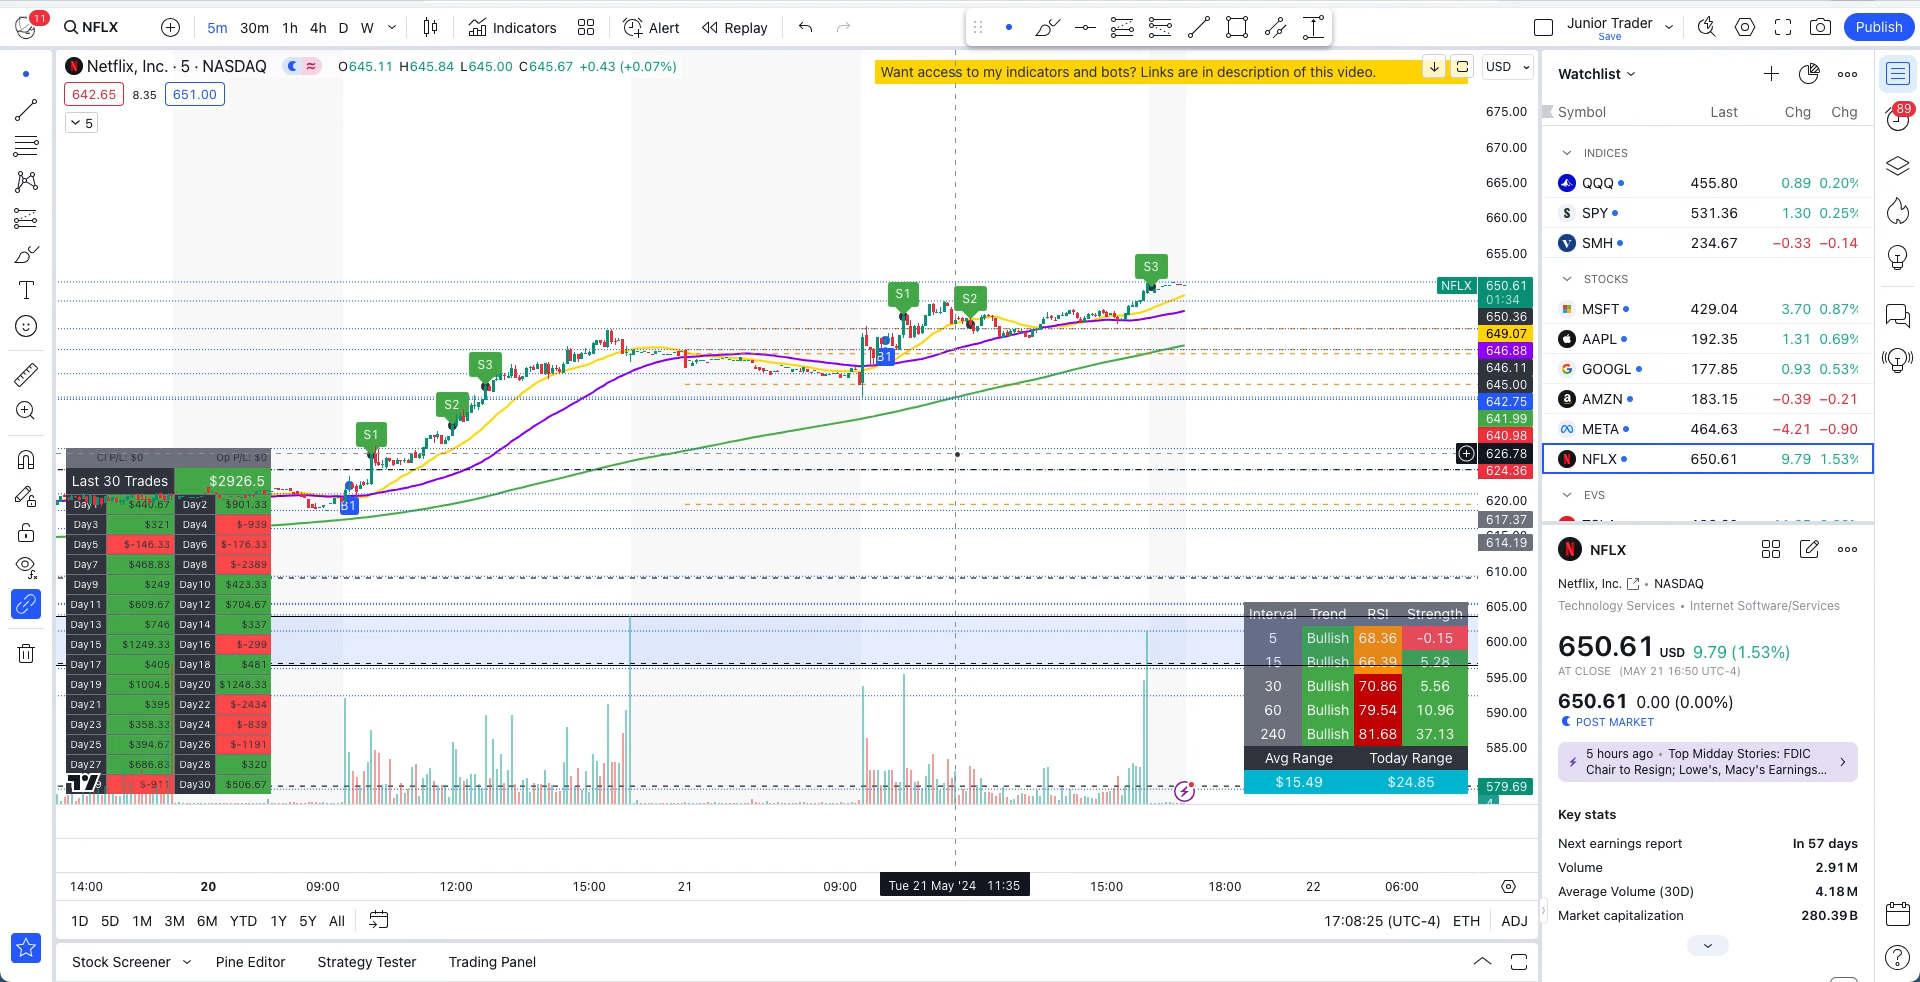 11
NFLX
5m 30m 1h 4h D W
Indicators
Alert
Replay
Junior Trader
Save
Publish
Netflix, Inc. · 5 · NASDAQ
O645.11 H645.84 L645.00 C645.67 +0.43 (+0.07%)
642.65 8.35 651.00
5
Want access to my indicators and bots? Links are in description of this video.
USD
675.00
670.00
665.00
660.00
655.00
NFLX 650.61
01:34
650.36
649.07
646.88
646.11
645.00
642.75
641.99
640.98
626.78
624.36
620.00
617.37
614.19
610.00
605.00
600.00
595.00
590.00
585.00
579.69
S1
S2
S3
B1
S1
S2
S3
B1
Cl P/L: $0 Op P/L: $0
Last 30 Trades $2926.5
Day1 $440.67 Day2 $901.33
Day3 $321 Day4 $-939
Day5 $-146.33 Day6 $-176.33
Day7 $468.83 Day8 $-2389
Day9 $249 Day10 $423.33
Day11 $609.67 Day12 $704.67
Day13 $746 Day14 $337
Day15 $1249.33 Day16 $-299
Day17 $405 Day18 $481
Day19 $1004.5 Day20 $1248.33
Day21 $395 Day22 $-2434
Day23 $358.33 Day24 $-839
Day25 $394.67 Day26 $-1191
Day27 $686.83 Day28 $320
9 $-911 Day30 $506.67
Interval Trend RSI Strength
5 Bullish 68.36 -0.15
15 Bullish 66.39 5.28
30 Bullish 70.86 5.56
60 Bullish 79.54 10.96
240 Bullish 81.68 37.13
Avg Range Today Range
$15.49 $24.85
14:00 20 09:00 12:00 15:00 21 09:00 Tue 21 May '24 11:35 15:00 18:00 22 06:00
1D 5D 1M 3M 6M YTD 1Y 5Y All
17:08:25 (UTC-4) ETH ADJ
Stock Screener Pine Editor Strategy Tester Trading Panel
Watchlist
Symbol Last Chg Chg
INDICES
QQQ 455.80 0.89 0.20%
SPY 531.36 1.30 0.25%
SMH 234.67 −0.33 −0.14
STOCKS
MSFT 429.04 3.70 0.87%
AAPL 192.35 1.31 0.69%
GOOGL 177.85 0.93 0.53%
AMZN 183.15 −0.39 −0.21
META 464.63 −4.21 −0.90
NFLX 650.61 9.79 1.53%
EVS
NFLX
Netflix, Inc. • NASDAQ
Technology Services • Internet Software/Services
650.61 USD 9.79 (1.53%)
AT CLOSE (MAY 21 16:50 UTC-4)
650.61 0.00 (0.00%)
POST MARKET
5 hours ago • Top Midday Stories: FDIC
Chair to Resign; Lowe's, Macy's Earnings...
Key stats
Next earnings report In 57 days
Volume 2.91M
Average Volume (30D) 4.18M
Market capitalization 280.39B
89